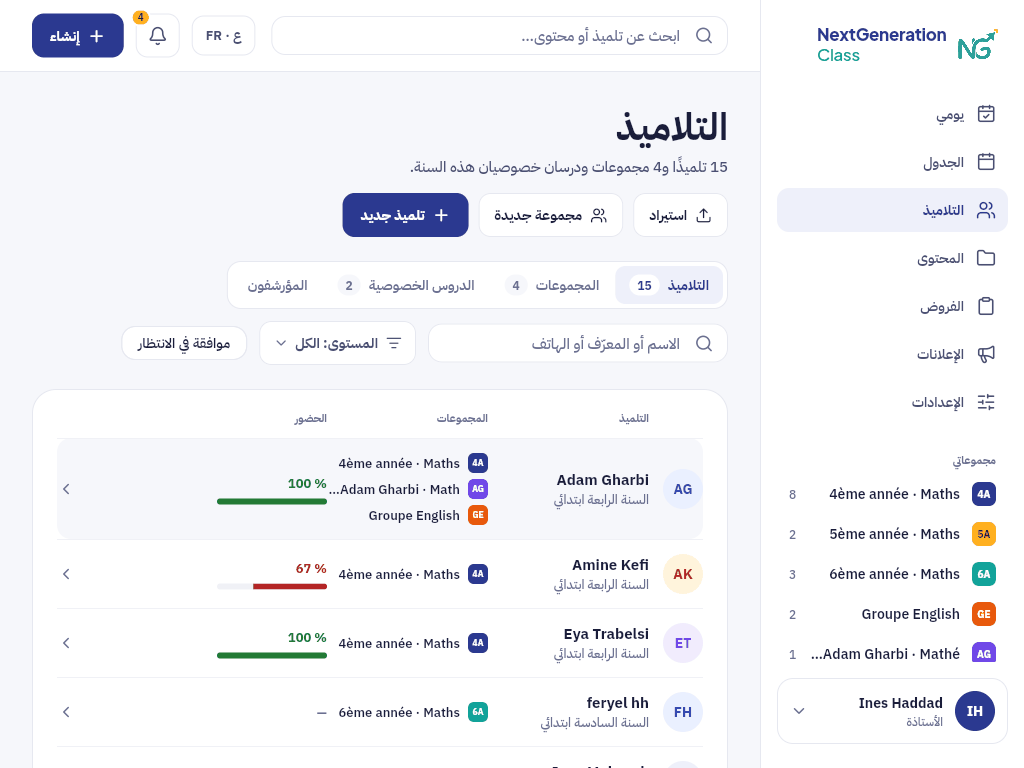 NextGeneration
Class
يومي
الجدول
التلاميذ
المحتوى
الفروض
الإعلانات
الإعدادات
مجموعاتي
4A 4ème année · Maths 8
5A 5ème année · Maths 2
6A 6ème année · Maths 3
GE Groupe English 2
AG Adam Gharbi · Mathé... 1
IH Ines Haddad
الأستاذة
ابحث عن تلميذ أو محتوى...
ع · FR
4
إنشاء
التلاميذ
15 تلميذًا و4 مجموعات ودرسان خصوصيان هذه السنة.
استيراد
مجموعة جديدة
تلميذ جديد
التلاميذ 15
المجموعات 4
الدروس الخصوصية 2
المؤرشفون
الاسم أو المعرّف أو الهاتف
المستوى: الكل
موافقة في الانتظار
التلميذ المجموعات الحضور
AG Adam Gharbi
السنة الرابعة ابتدائي
4A 4ème année · Maths
AG Adam Gharbi · Math...
GE Groupe English
100 %
AK Amine Kefi
السنة الرابعة ابتدائي
4A 4ème année · Maths
67 %
ET Eya Trabelsi
السنة الرابعة ابتدائي
4A 4ème année · Maths
100 %
FH feryel hh
السنة السادسة ابتدائي
6A 6ème année · Maths
–